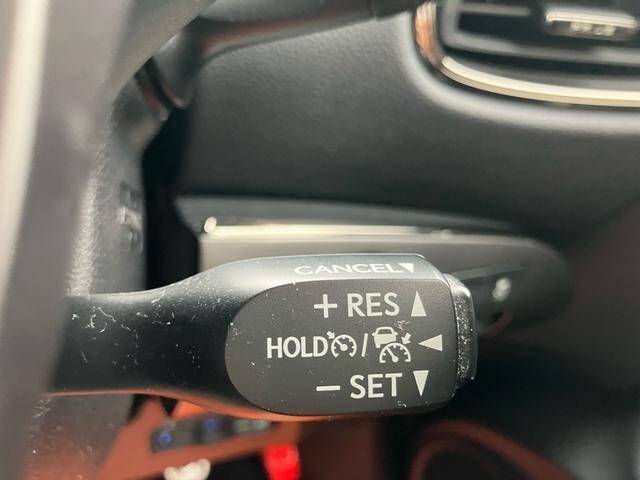 CANCEL▼
+ RES ▲
HOLD / ◀
− SET ▼